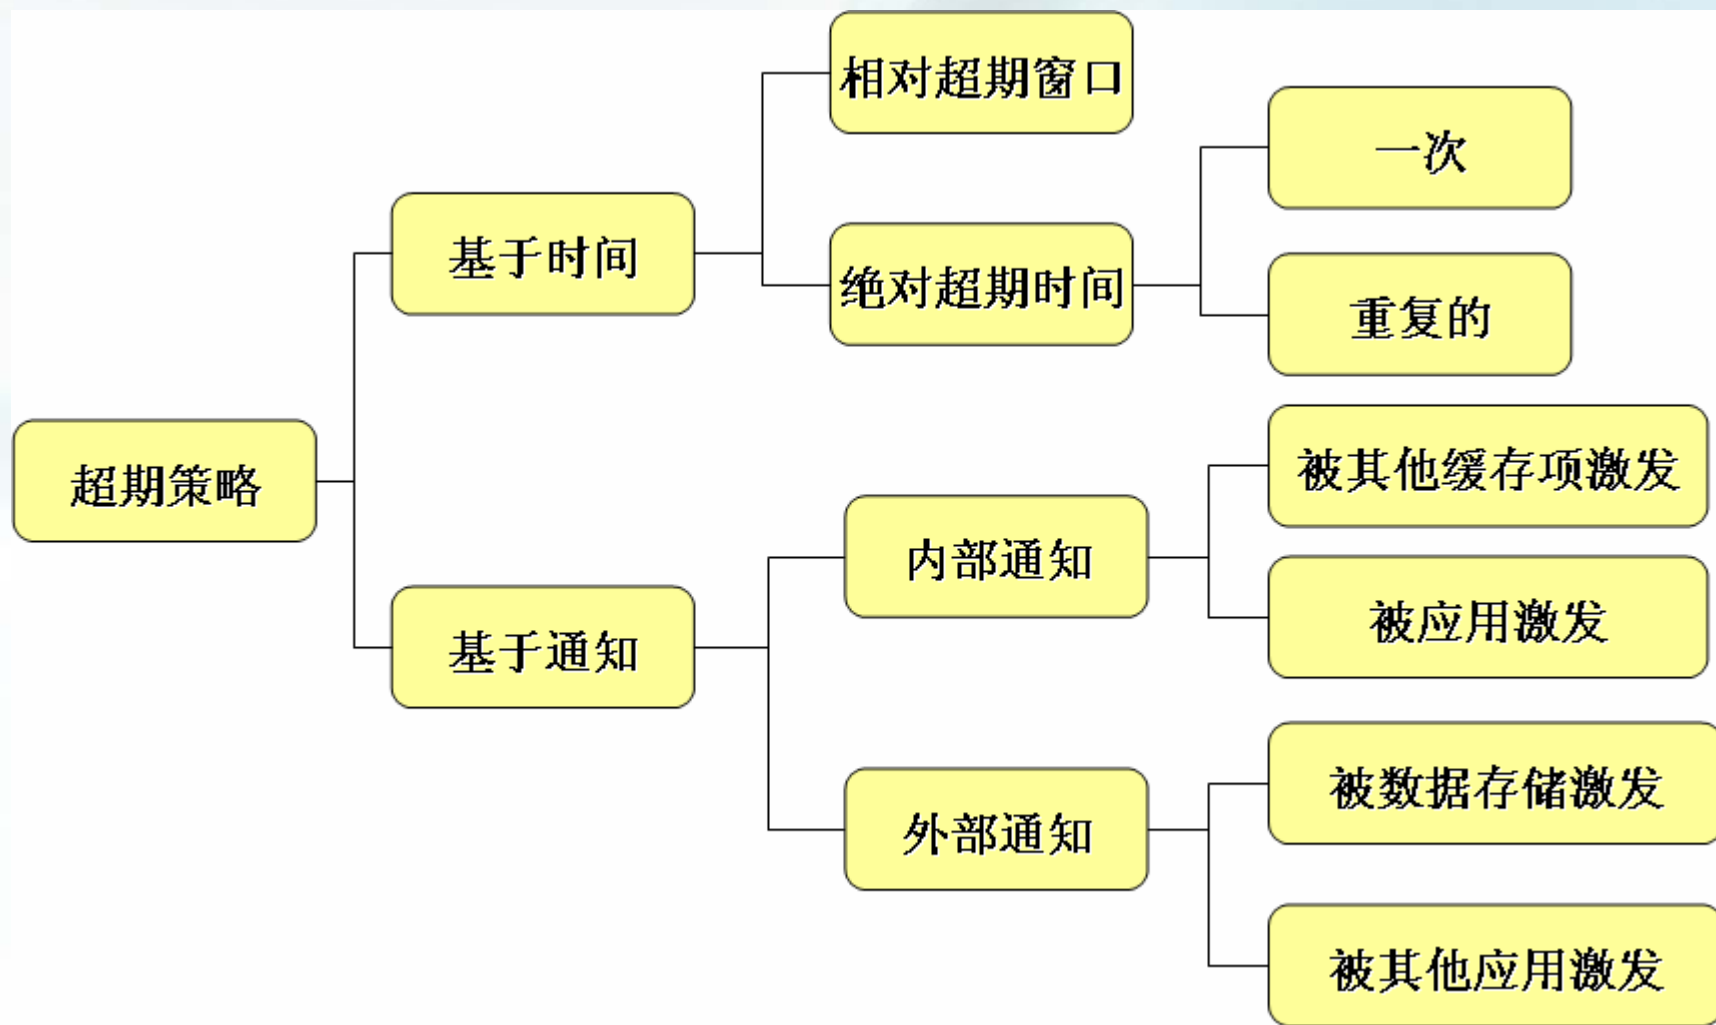 相对超期窗口
一次
基于时间
绝对超期时间
重复的
超期策略
被其他缓存项激发
内部通知
被应用激发
基于通知
被数据存储激发
外部通知
被其他应用激发